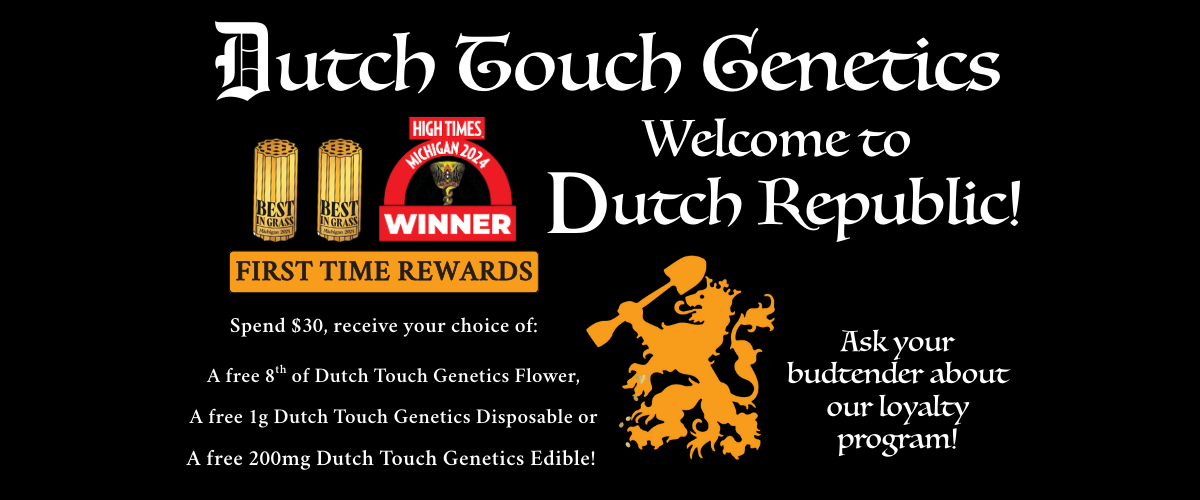 Dutch Touch Genetics
Welcome to
Dutch Republic!
HIGH TIMES
MICHIGAN 2024
WINNER
BEST
IN GRASS
BEST
IN GRASS
FIRST TIME REWARDS
Spend $30, receive your choice of:
A free 8th of Dutch Touch Genetics Flower,
A free 1g Dutch Touch Genetics Disposable or
A free 200mg Dutch Touch Genetics Edible!
Ask your
budtender about
our loyalty
program!